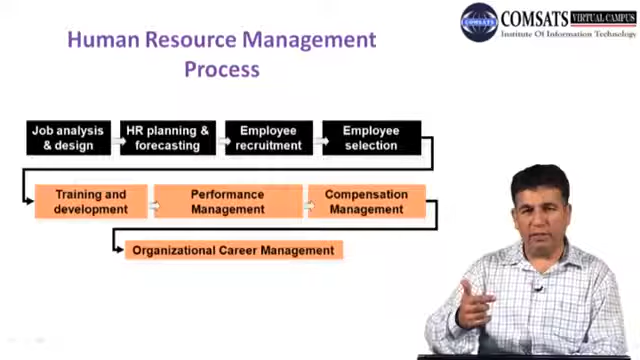 COMSATS VIRTUAL CAMPUS
Institute Of Information Technology
Human Resource Management
Process
Job analysis
& design
HR planning &
forecasting
Employee
recruitment
Employee
selection
Training and
development
Performance
Management
Compensation
Management
Organizational Career Management